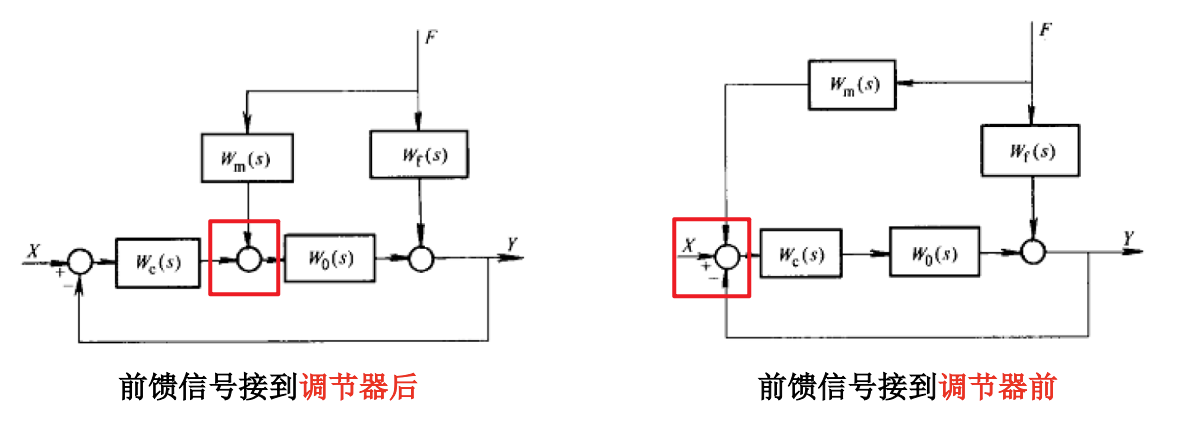 F
W_m(s)
W_f(s)
X
+
−
W_c(s)
W_0(s)
Y
前馈信号接到调节器后
F
W_m(s)
W_f(s)
X
+
−
W_c(s)
W_0(s)
Y
前馈信号接到调节器前